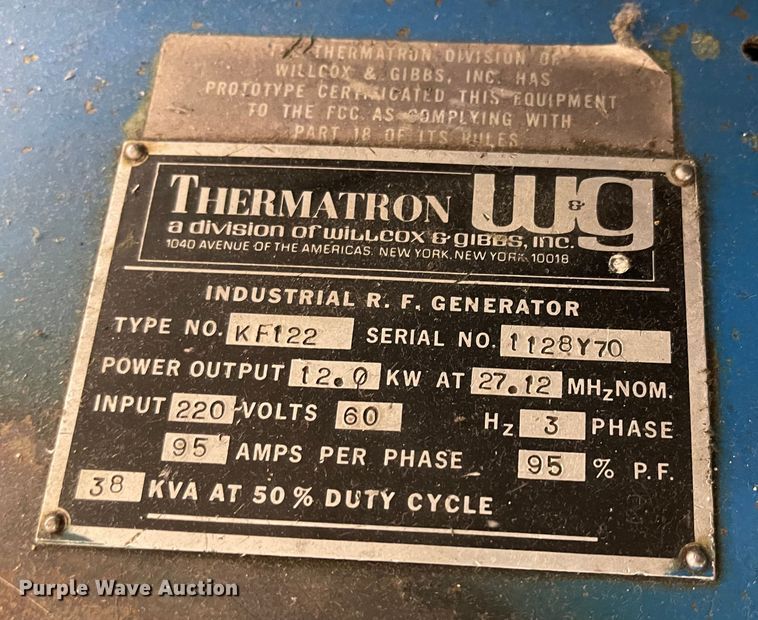 THE THERMATRON DIVISION OF
WILLCOX & GIBBS, INC. HAS
PROTOTYPE CERTIFICATED THIS EQUIPMENT
TO THE FCC AS COMPLYING WITH
PART 18 OF ITS RULES
THERMATRON W&G
a division of WILLCOX & GIBBS, INC.
1040 AVENUE OF THE AMERICAS, NEW YORK, NEW YORK 10018
INDUSTRIAL R. F. GENERATOR
TYPE NO. KF122 SERIAL NO. 1128Y70
POWER OUTPUT 12.0 KW AT 27.12 MHz NOM.
INPUT 220 VOLTS 60 Hz 3 PHASE
95 AMPS PER PHASE 95 % P.F.
38 KVA AT 50% DUTY CYCLE
Purple Wave Auction